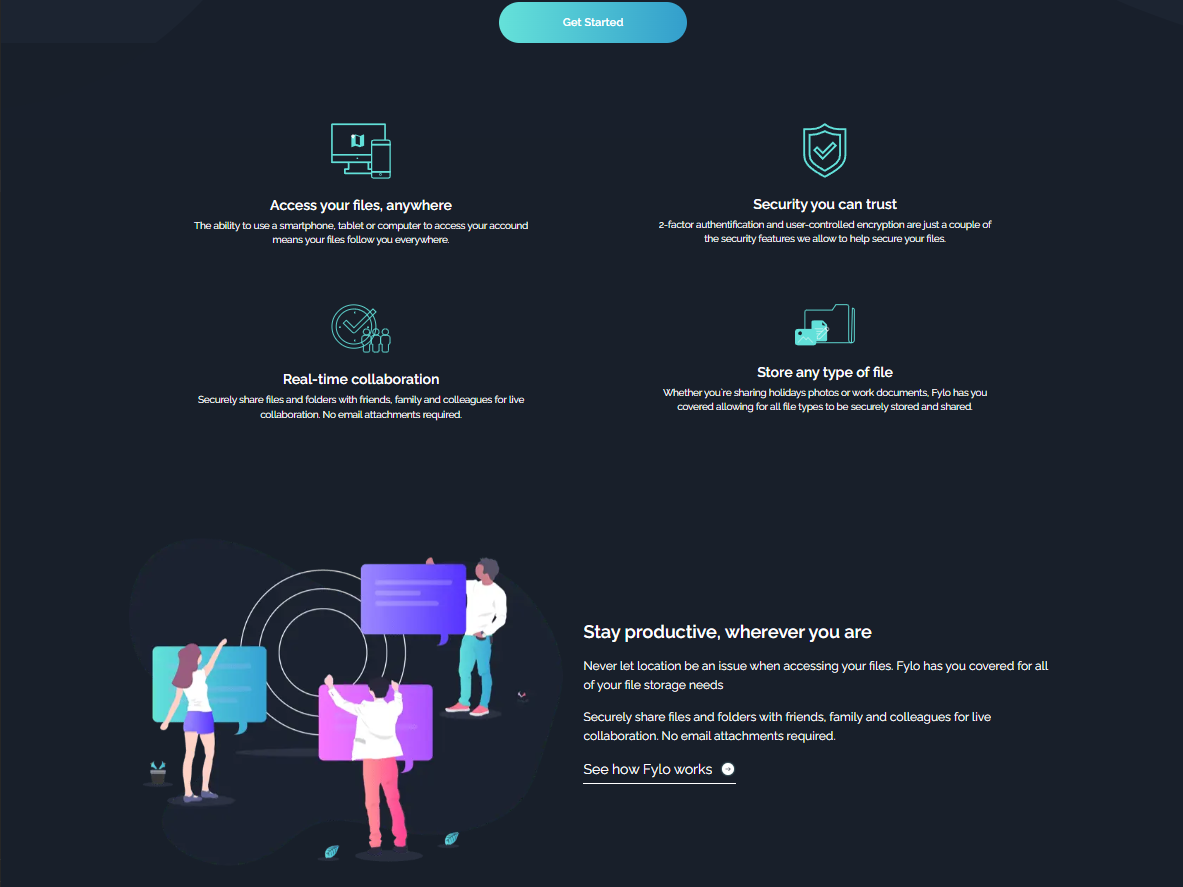 Get Started
Access your files, anywhere
The ability to use a smartphone, tablet or computer to access your accound
means your files follow you everywhere.
Security you can trust
2-factor authentification and user-controlled encryption are just a couple of
the security features we allow to help secure your files.
Real-time collaboration
Securely share files and folders with friends, family and colleagues for live
collaboration. No email attachments required.
Store any type of file
Whether you're sharing holidays photos or work documents, Fylo has you
covered allowing for all file types to be securely stored and shared.
Stay productive, wherever you are
Never let location be an issue when accessing your files. Fylo has you covered for all
of your file storage needs
Securely share files and folders with friends, family and colleagues for live
collaboration. No email attachments required.
See how Fylo works